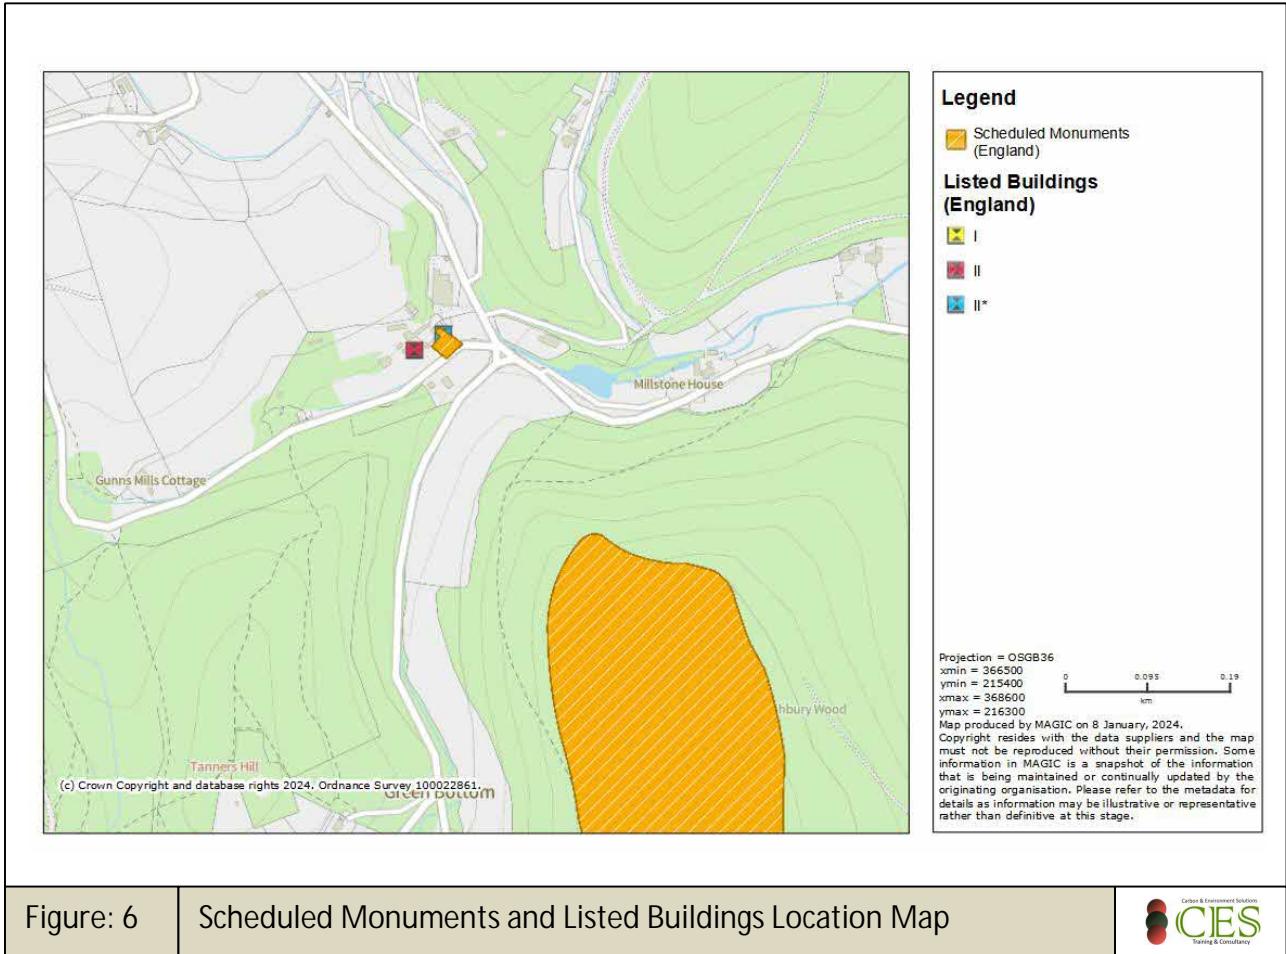 Gunns Mills Cottage
Millstone House
hbury Wood
Tanners Hill
(c) Crown Copyright and database rights 2024. Ordnance Survey 100022861.
Green Bottom
Legend
Scheduled Monuments
(England)
Listed Buildings
(England)
I
II
II*
Projection = OSGB36
xmin = 366500
ymin = 215400
xmax = 368600
ymax = 216300
0 0.095 0.19
km
Map produced by MAGIC on 8 January, 2024.
Copyright resides with the data suppliers and the map
must not be reproduced without their permission. Some
information in MAGIC is a snapshot of the information
that is being maintained or continually updated by the
originating organisation. Please refer to the metadata for
details as information may be illustrative or representative
rather than definitive at this stage.
Figure: 6
Scheduled Monuments and Listed Buildings Location Map
Carbon & Environment Solutions
CES
Training & Consultancy